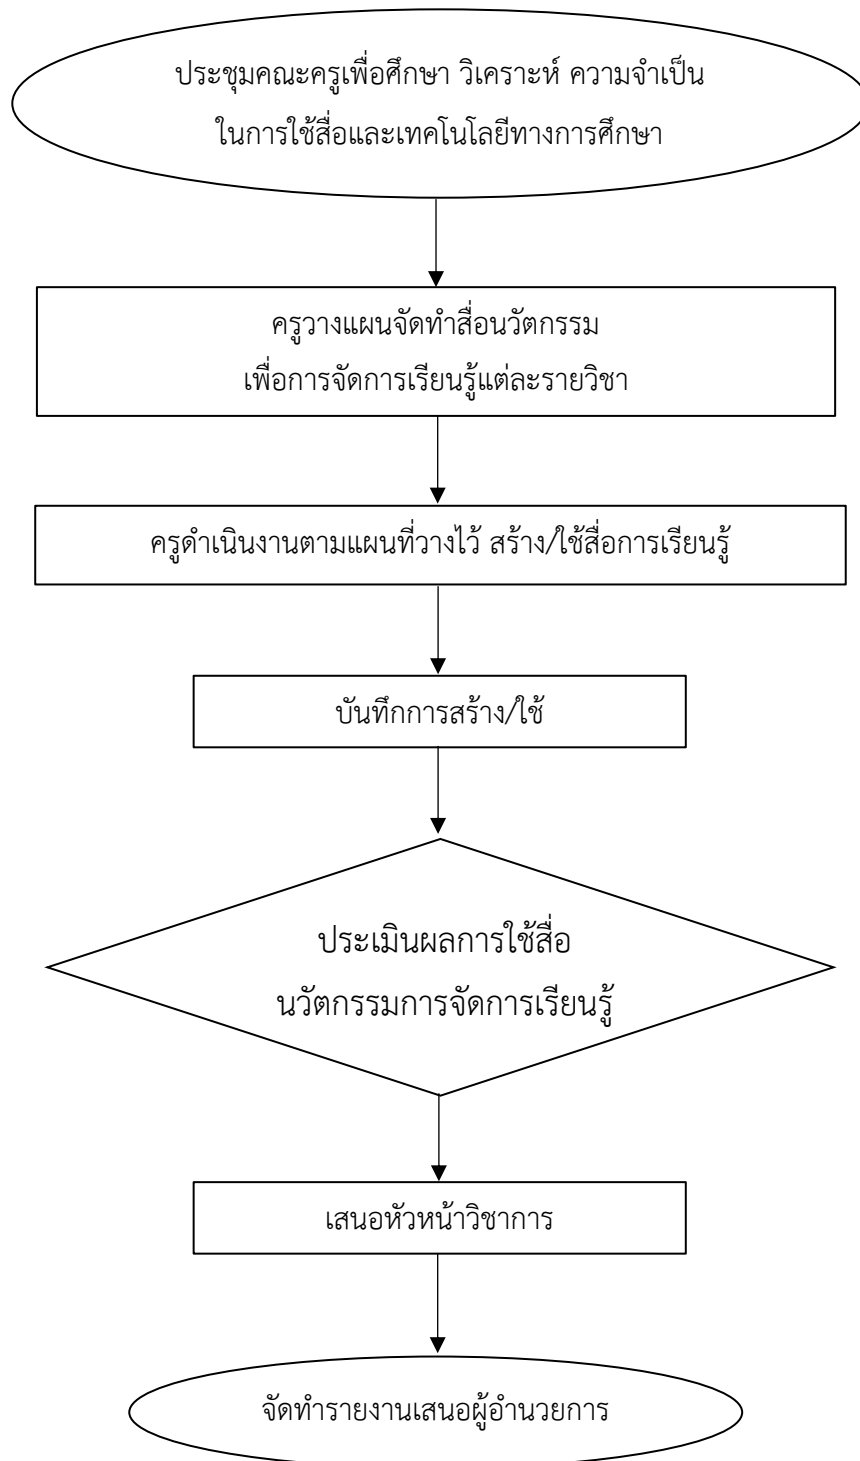 ประชุมคณะครูเพื่อศึกษา วิเคราะห์ ความจำเป็น
ในการใช้สื่อและเทคโนโลยีทางการศึกษา
ครูวางแผนจัดทำสื่อนวัตกรรม
เพื่อการจัดการเรียนรู้แต่ละรายวิชา
ครูดำเนินงานตามแผนที่วางไว้ สร้าง/ใช้สื่อการเรียนรู้
บันทึกการสร้าง/ใช้
ประเมินผลการใช้สื่อ
นวัตกรรมการจัดการเรียนรู้
เสนอหัวหน้าวิชาการ
จัดทำรายงานเสนอผู้อำนวยการ